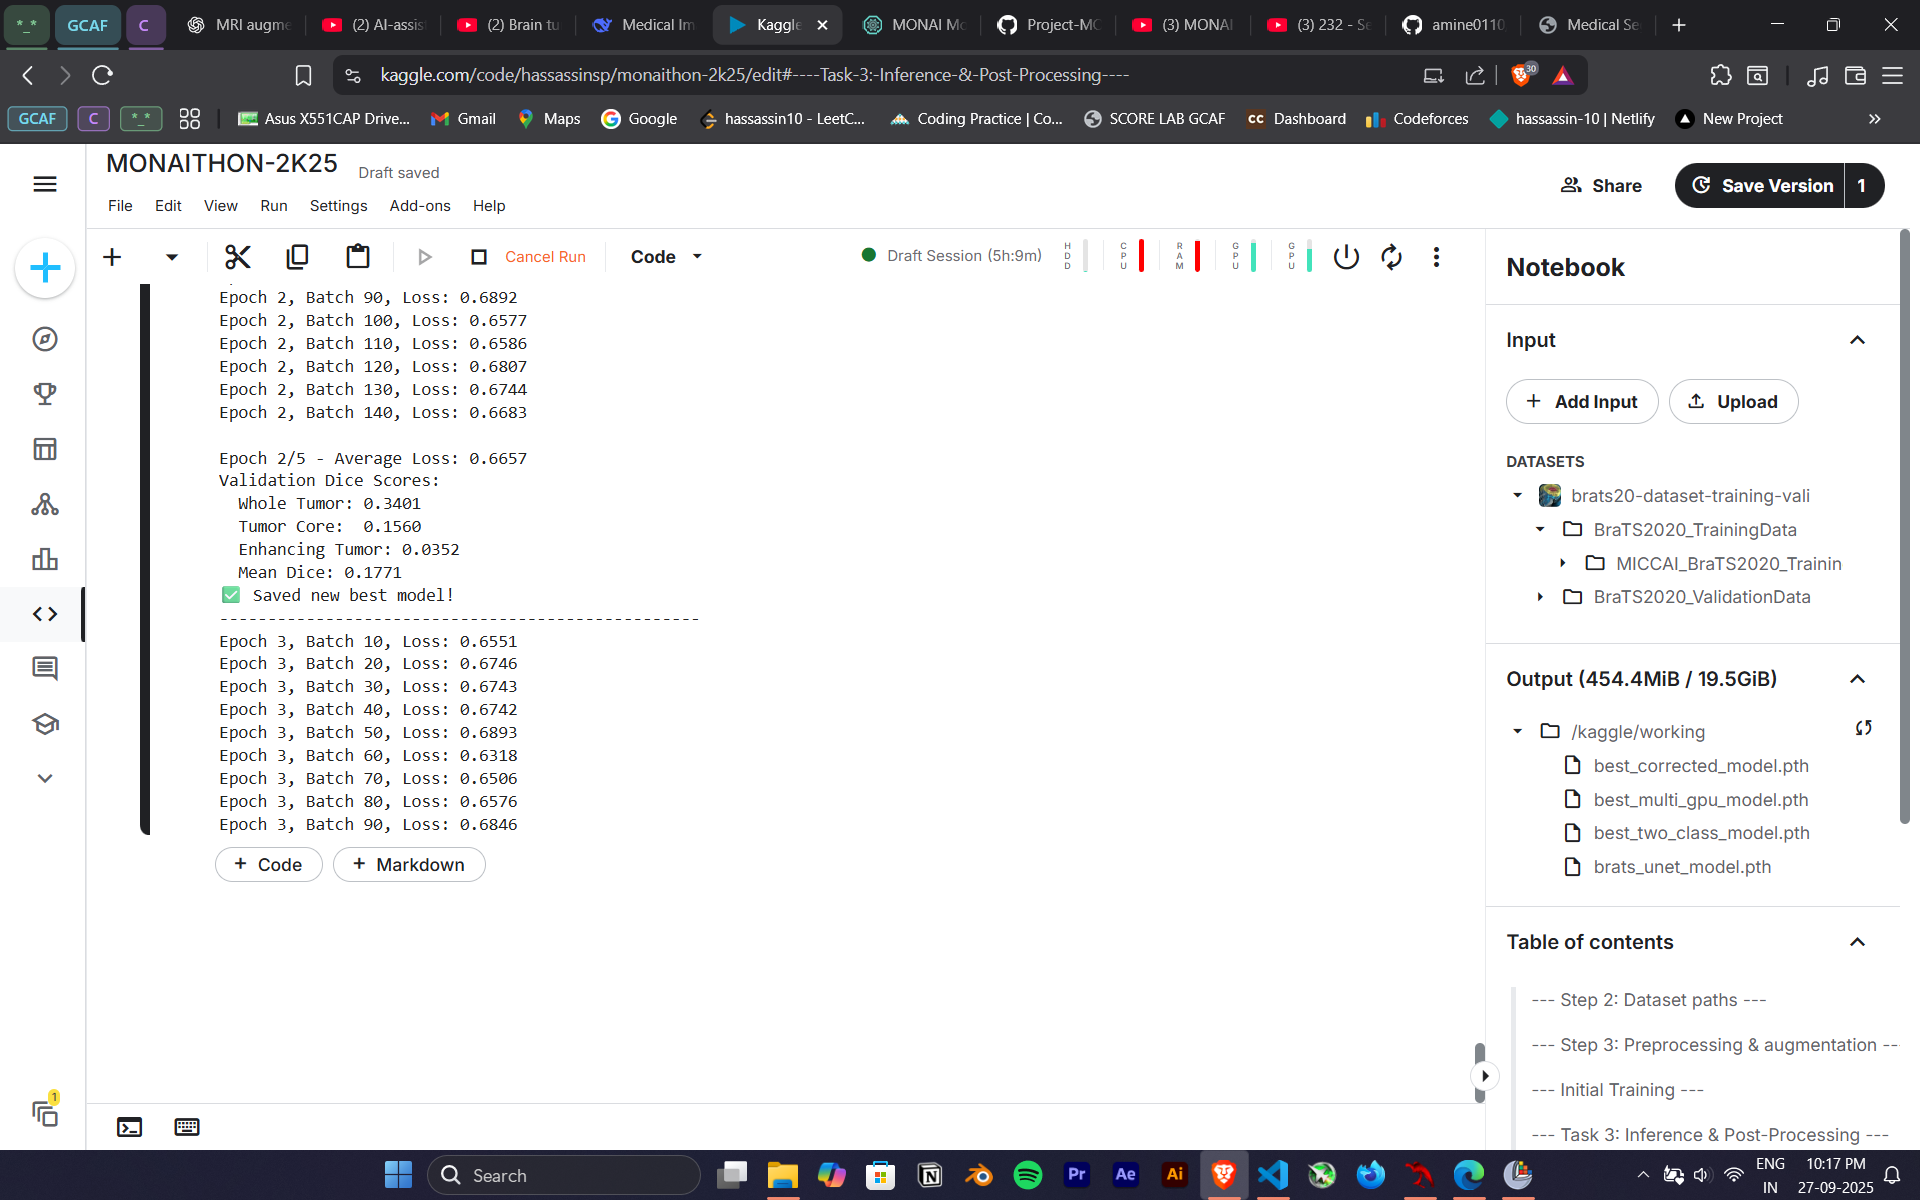 *_*
GCAF
C
MRI augme
(2) AI-assis
(2) Brain tu
Medical Im
Kaggle
MONAI Mo
Project-MO
(3) MONAI
(3) 232 - Se
amine0110
Medical Se
kaggle.com/code/hassassinsp/monaithon-2k25/edit#----Task-3:-Inference-&-Post-Processing----
30
GCAF
C
*_*
Asus X551CAP Drive...
Gmail
Maps
Google
hassassin10 - LeetC...
Coding Practice | Co...
SCORE LAB GCAF
CC
Dashboard
Codeforces
hassassin-10 | Netlify
New Project
MONAITHON-2K25
Draft saved
File
Edit
View
Run
Settings
Add-ons
Help
Share
Save Version
1
Cancel Run
Code
Draft Session (5h:9m)
HDD
CPU
RAM
GPU
GPU
Epoch 2, Batch 90, Loss: 0.6892
Epoch 2, Batch 100, Loss: 0.6577
Epoch 2, Batch 110, Loss: 0.6586
Epoch 2, Batch 120, Loss: 0.6807
Epoch 2, Batch 130, Loss: 0.6744
Epoch 2, Batch 140, Loss: 0.6683
Epoch 2/5 - Average Loss: 0.6657
Validation Dice Scores:
Whole Tumor: 0.3401
Tumor Core:  0.1560
Enhancing Tumor: 0.0352
Mean Dice: 0.1771
✅ Saved new best model!
--------------------------------------------------
Epoch 3, Batch 10, Loss: 0.6551
Epoch 3, Batch 20, Loss: 0.6746
Epoch 3, Batch 30, Loss: 0.6743
Epoch 3, Batch 40, Loss: 0.6742
Epoch 3, Batch 50, Loss: 0.6893
Epoch 3, Batch 60, Loss: 0.6318
Epoch 3, Batch 70, Loss: 0.6506
Epoch 3, Batch 80, Loss: 0.6576
Epoch 3, Batch 90, Loss: 0.6846
+ Code
+ Markdown
Notebook
Input
+ Add Input
Upload
DATASETS
brats20-dataset-training-vali
BraTS2020_TrainingData
MICCAI_BraTS2020_Trainin
BraTS2020_ValidationData
Output (454.4MiB / 19.5GiB)
/kaggle/working
best_corrected_model.pth
best_multi_gpu_model.pth
best_two_class_model.pth
brats_unet_model.pth
Table of contents
--- Step 2: Dataset paths ---
--- Step 3: Preprocessing & augmentation ---
--- Initial Training ---
--- Task 3: Inference & Post-Processing ---
1
Search
Pr
Ae
Ai
ENG
IN
10:17 PM
27-09-2025